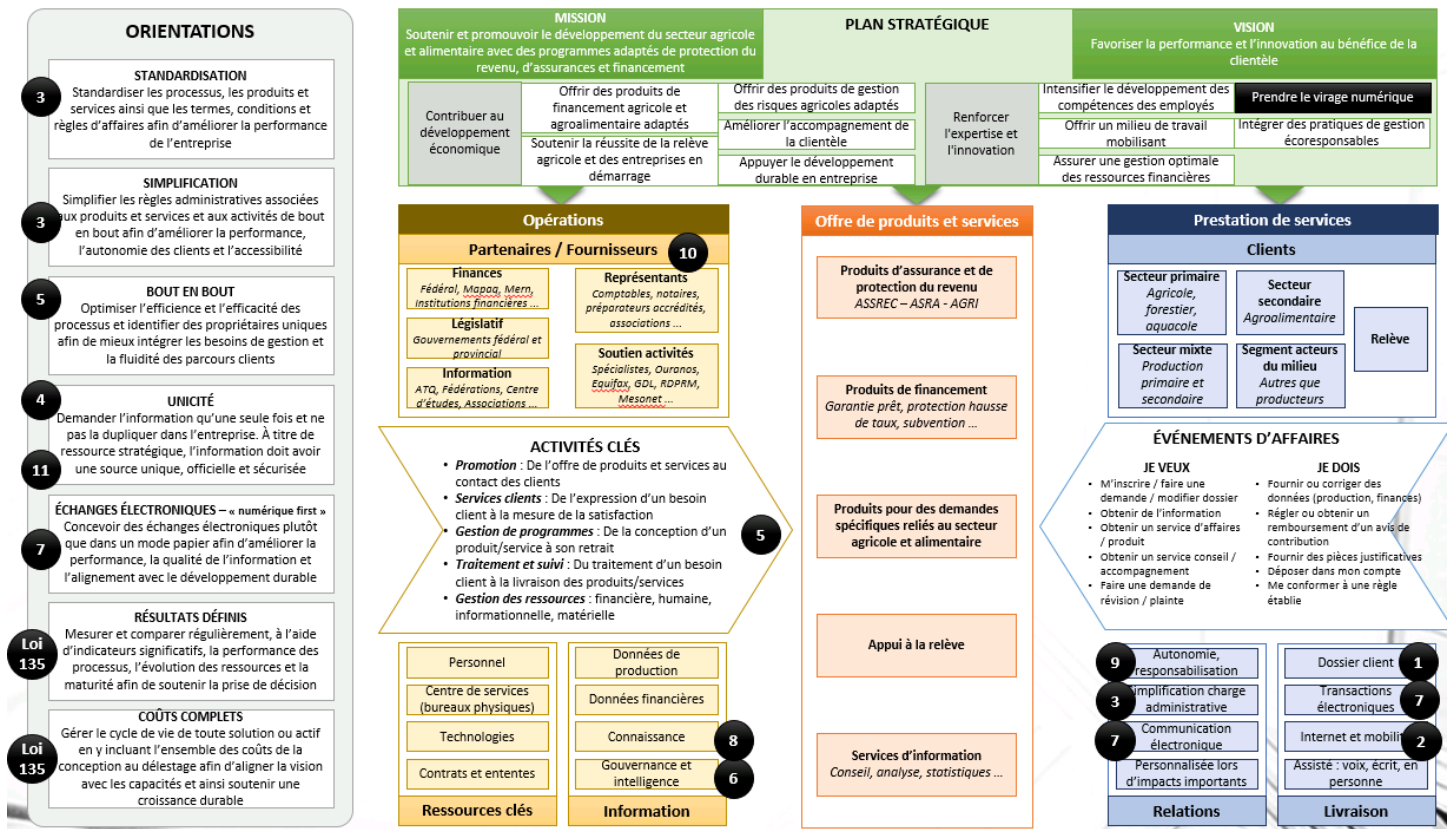 ORIENTATIONS
STANDARDISATION
3
Standardiser les processus, les produits et
services ainsi que les termes, conditions et
règles d'affaires afin d'améliorer la performance
de l'entreprise
SIMPLIFICATION
Simplifier les règles administratives associées
3
aux produits et services et aux activités de bout
en bout afin d'améliorer la performance,
l'autonomie des clients et l'accessibilité
BOUT EN BOUT
5
Optimiser l'efficience et l'efficacité des
processus et identifier des propriétaires uniques
afin de mieux intégrer les besoins de gestion et
la fluidité des parcours clients
4
UNICITÉ
Demander l'information qu'une seule fois et ne
pas la dupliquer dans l'entreprise. À titre de
ressource stratégique, l'information doit avoir
11
une source unique, officielle et sécurisée
ÉCHANGES ÉLECTRONIQUES – « numérique first »
Concevoir des échanges électroniques plutôt
7
que dans un mode papier afin d'améliorer la
performance, la qualité de l'information et
l'alignement avec le développement durable
RÉSULTATS DÉFINIS
Loi
135
Mesurer et comparer régulièrement, à l'aide
d'indicateurs significatifs, la performance des
processus, l'évolution des ressources et la
maturité afin de soutenir la prise de décision
COÛTS COMPLETS
Loi
135
Gérer le cycle de vie de toute solution ou actif
en y incluant l'ensemble des coûts de la
conception au délestage afin d'aligner la vision
avec les capacités et ainsi soutenir une
croissance durable
MISSION
Soutenir et promouvoir le développement du secteur agricole
et alimentaire avec des programmes adaptés de protection du
revenu, d'assurances et financement
PLAN STRATÉGIQUE
VISION
Favoriser la performance et l'innovation au bénéfice de la
clientèle
Contribuer au
développement
économique
Offrir des produits de
financement agricole et
agroalimentaire adaptés
Soutenir la réussite de la relève
agricole et des entreprises en
démarrage
Offrir des produits de gestion
des risques agricoles adaptés
Améliorer l'accompagnement de
la clientèle
Appuyer le développement
durable en entreprise
Renforcer
l'expertise et
l'innovation
Intensifier le développement des
compétences des employés
Offrir un milieu de travail
mobilisant
Assurer une gestion optimale
des ressources financières
Prendre le virage numérique
Intégrer des pratiques de gestion
écoresponsables
Opérations
Partenaires / Fournisseurs
10
Finances
Fédéral, Mapaq, Mern,
Institutions financières ...
Législatif
Gouvernements fédéral et
provincial
Information
ATQ, Fédérations, Centre
d'études, Associations ...
Représentants
Comptables, notaires,
préparateurs accrédités,
associations ...
Soutien activités
Spécialistes, Ouranos,
Equifax, GDL, RDPRM,
Mesonet ...
ACTIVITÉS CLÉS
• Promotion : De l'offre de produits et services au
contact des clients
• Services clients : De l'expression d'un besoin
client à la mesure de la satisfaction
• Gestion de programmes : De la conception d'un
produit/service à son retrait
• Traitement et suivi : Du traitement d'un besoin
client à la livraison des produits/services
• Gestion des ressources : financière, humaine,
informationnelle, matérielle
5
Personnel
Centre de services
(bureaux physiques)
Technologies
Contrats et ententes
Ressources clés
Données de
production
Données financières
Connaissance
8
Gouvernance et
intelligence
6
Information
Offre de produits et services
Produits d'assurance et de
protection du revenu
ASSREC – ASRA - AGRI
Produits de financement
Garantie prêt, protection hausse
de taux, subvention ...
Produits pour des demandes
spécifiques reliés au secteur
agricole et alimentaire
Appui à la relève
Services d'information
Conseil, analyse, statistiques ...
Prestation de services
Clients
Secteur primaire
Agricole,
forestier,
aquacole
Secteur
secondaire
Agroalimentaire
Relève
Secteur mixte
Production
primaire et
secondaire
Segment acteurs
du milieu
Autres que
producteurs
ÉVÉNEMENTS D'AFFAIRES
JE VEUX
• M'inscrire / faire une
demande / modifier dossier
• Obtenir de l'information
• Obtenir un service d'affaires
/ produit
• Obtenir un service conseil /
accompagnement
• Faire une demande de
révision / plainte
JE DOIS
• Fournir ou corriger des
données (production, finances)
• Régler ou obtenir un
remboursement d'un avis de
contribution
• Fournir des pièces justificatives
• Déposer dans mon compte
• Me conformer à une règle
établie
9
Autonomie,
responsabilisation
3
Simplification charge
administrative
7
Communication
électronique
Personnalisée lors
d'impacts importants
Relations
Dossier client
1
Transactions
électroniques
7
Internet et mobilité
2
Assisté : voix, écrit, en
personne
Livraison